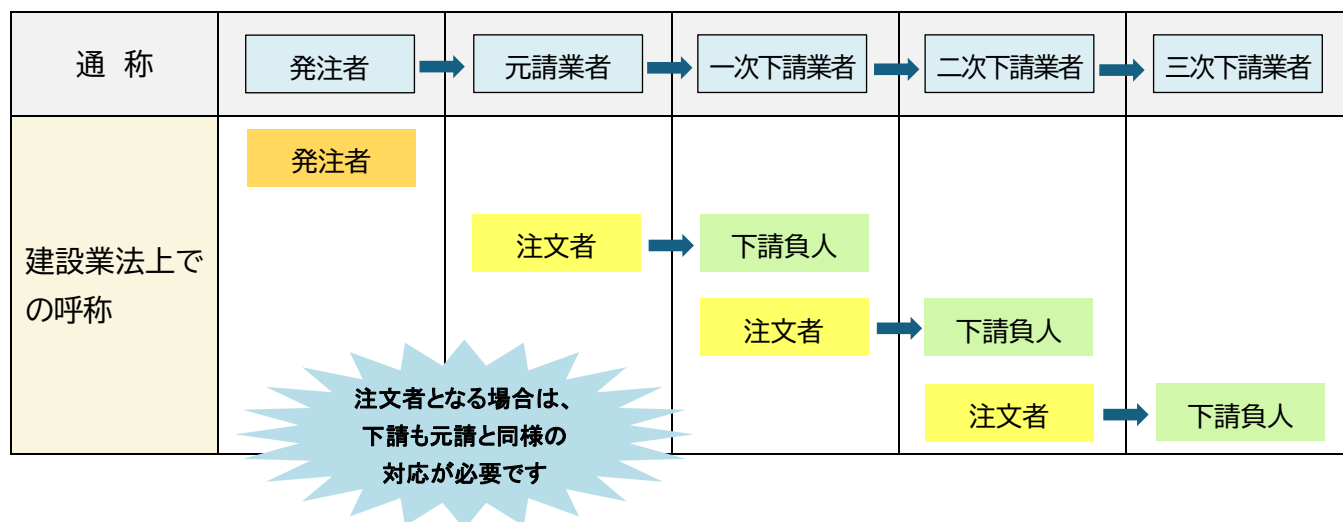 通 称
発注者
元請業者
一次下請業者
二次下請業者
三次下請業者
建設業法上で
の呼称
発注者
注文者
下請負人
注文者
下請負人
注文者
下請負人
注文者となる場合は、
下請も元請と同様の
対応が必要です